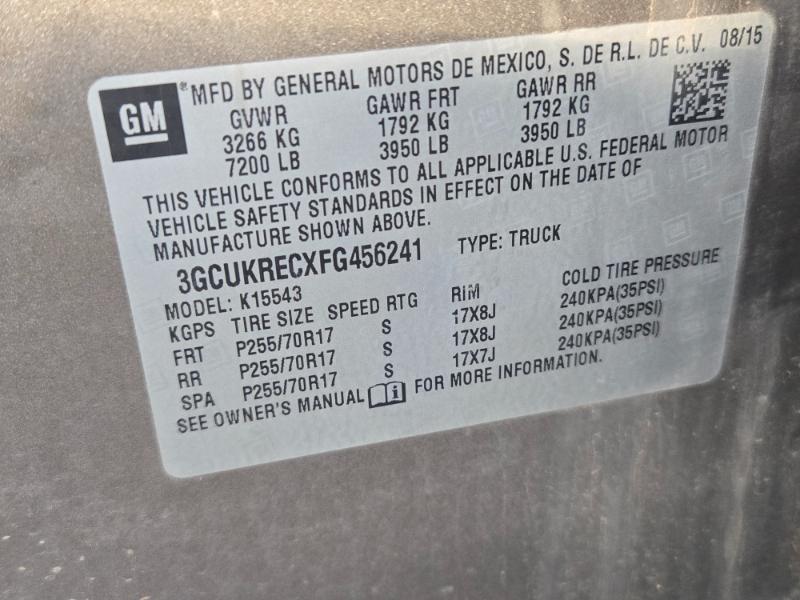 GM ® MFD BY GENERAL MOTORS DE MEXICO, S. DE R.L. DE C.V. 08/15
GVWR GAWR FRT GAWR RR
3266 KG 1792 KG 1792 KG
7200 LB 3950 LB 3950 LB
THIS VEHICLE CONFORMS TO ALL APPLICABLE U.S. FEDERAL MOTOR
VEHICLE SAFETY STANDARDS IN EFFECT ON THE DATE OF
MANUFACTURE SHOWN ABOVE.
3GCUKRECXFG456241 TYPE: TRUCK
MODEL: K15543
KGPS TIRE SIZE SPEED RTG RIM COLD TIRE PRESSURE
FRT P255/70R17 S 17X8J 240KPA(35PSI)
RR P255/70R17 S 17X8J 240KPA(35PSI)
SPA P255/70R17 S 17X7J 240KPA(35PSI)
SEE OWNER'S MANUAL FOR MORE INFORMATION.